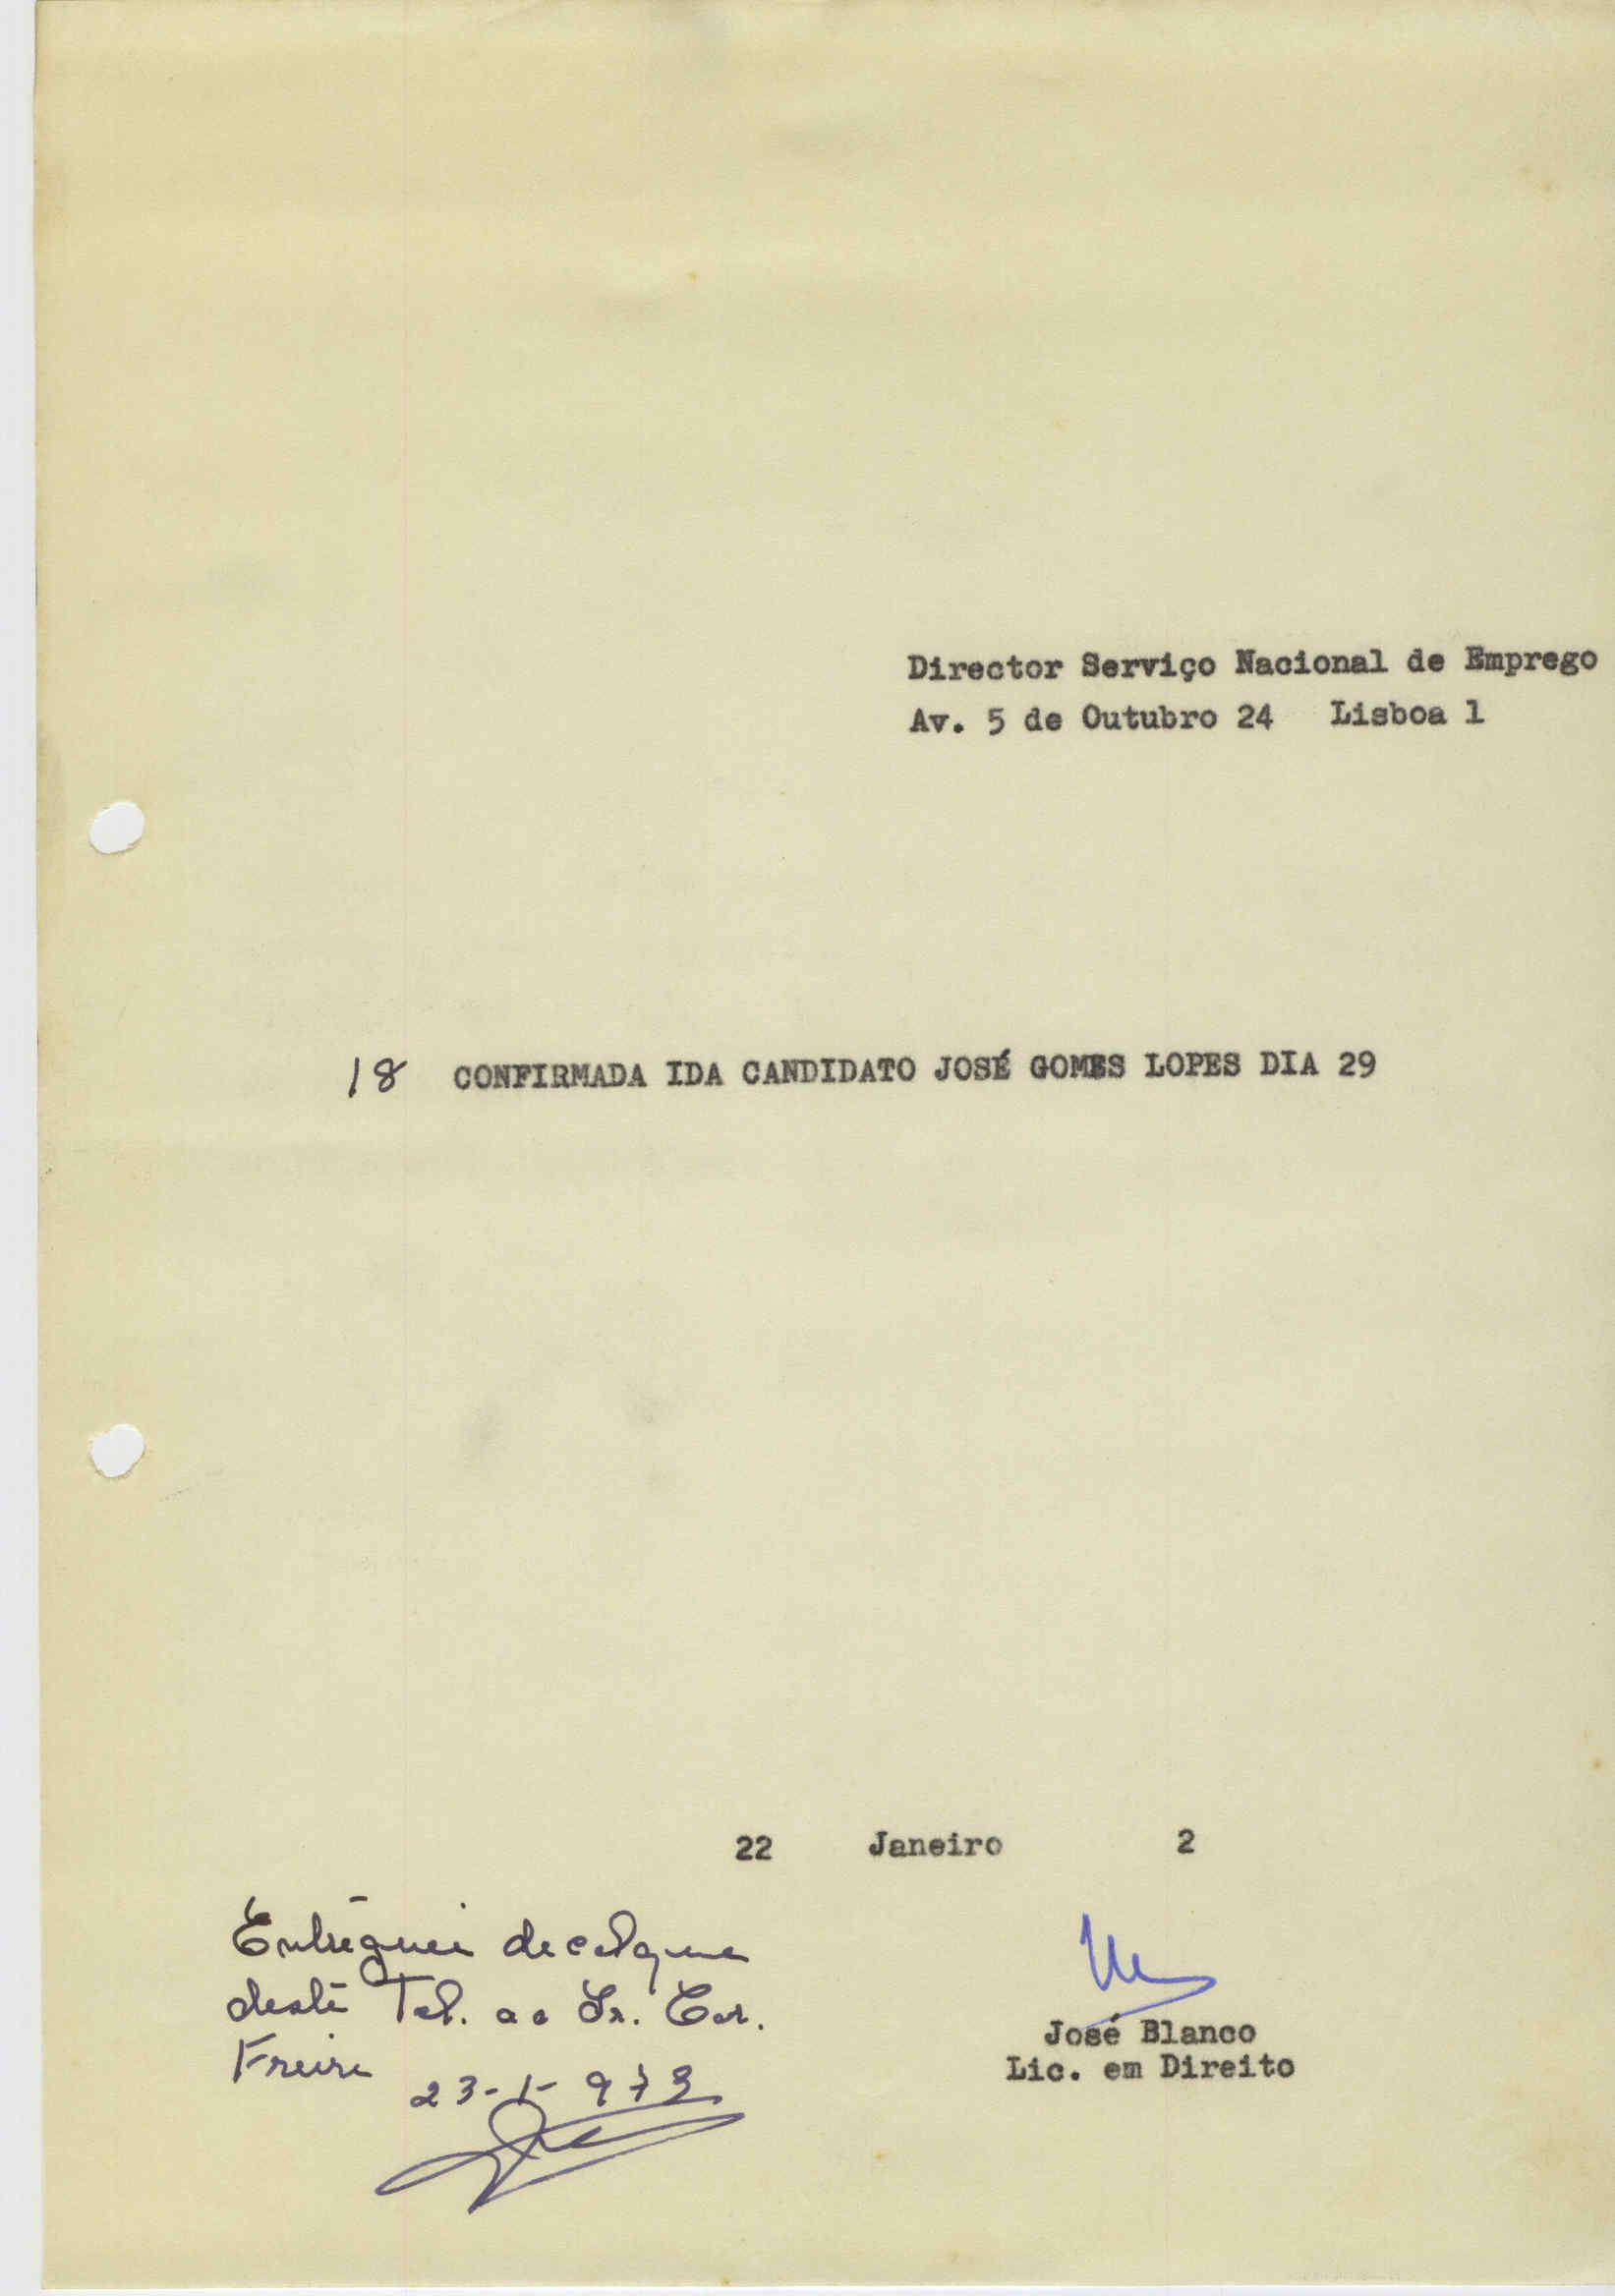 Director Serviço Nacional de Emprego
Av. 5 de Outubro 24 Lisboa 1
18 CONFIRMADA IDA CANDIDATO JOSÉ GOMES LOPES DIA 29
22 Janeiro 2
Entreguei decalque
deste Tel. ao Sr. Cor.
Freire
23-1-973
José Blanco
Lic. em Direito